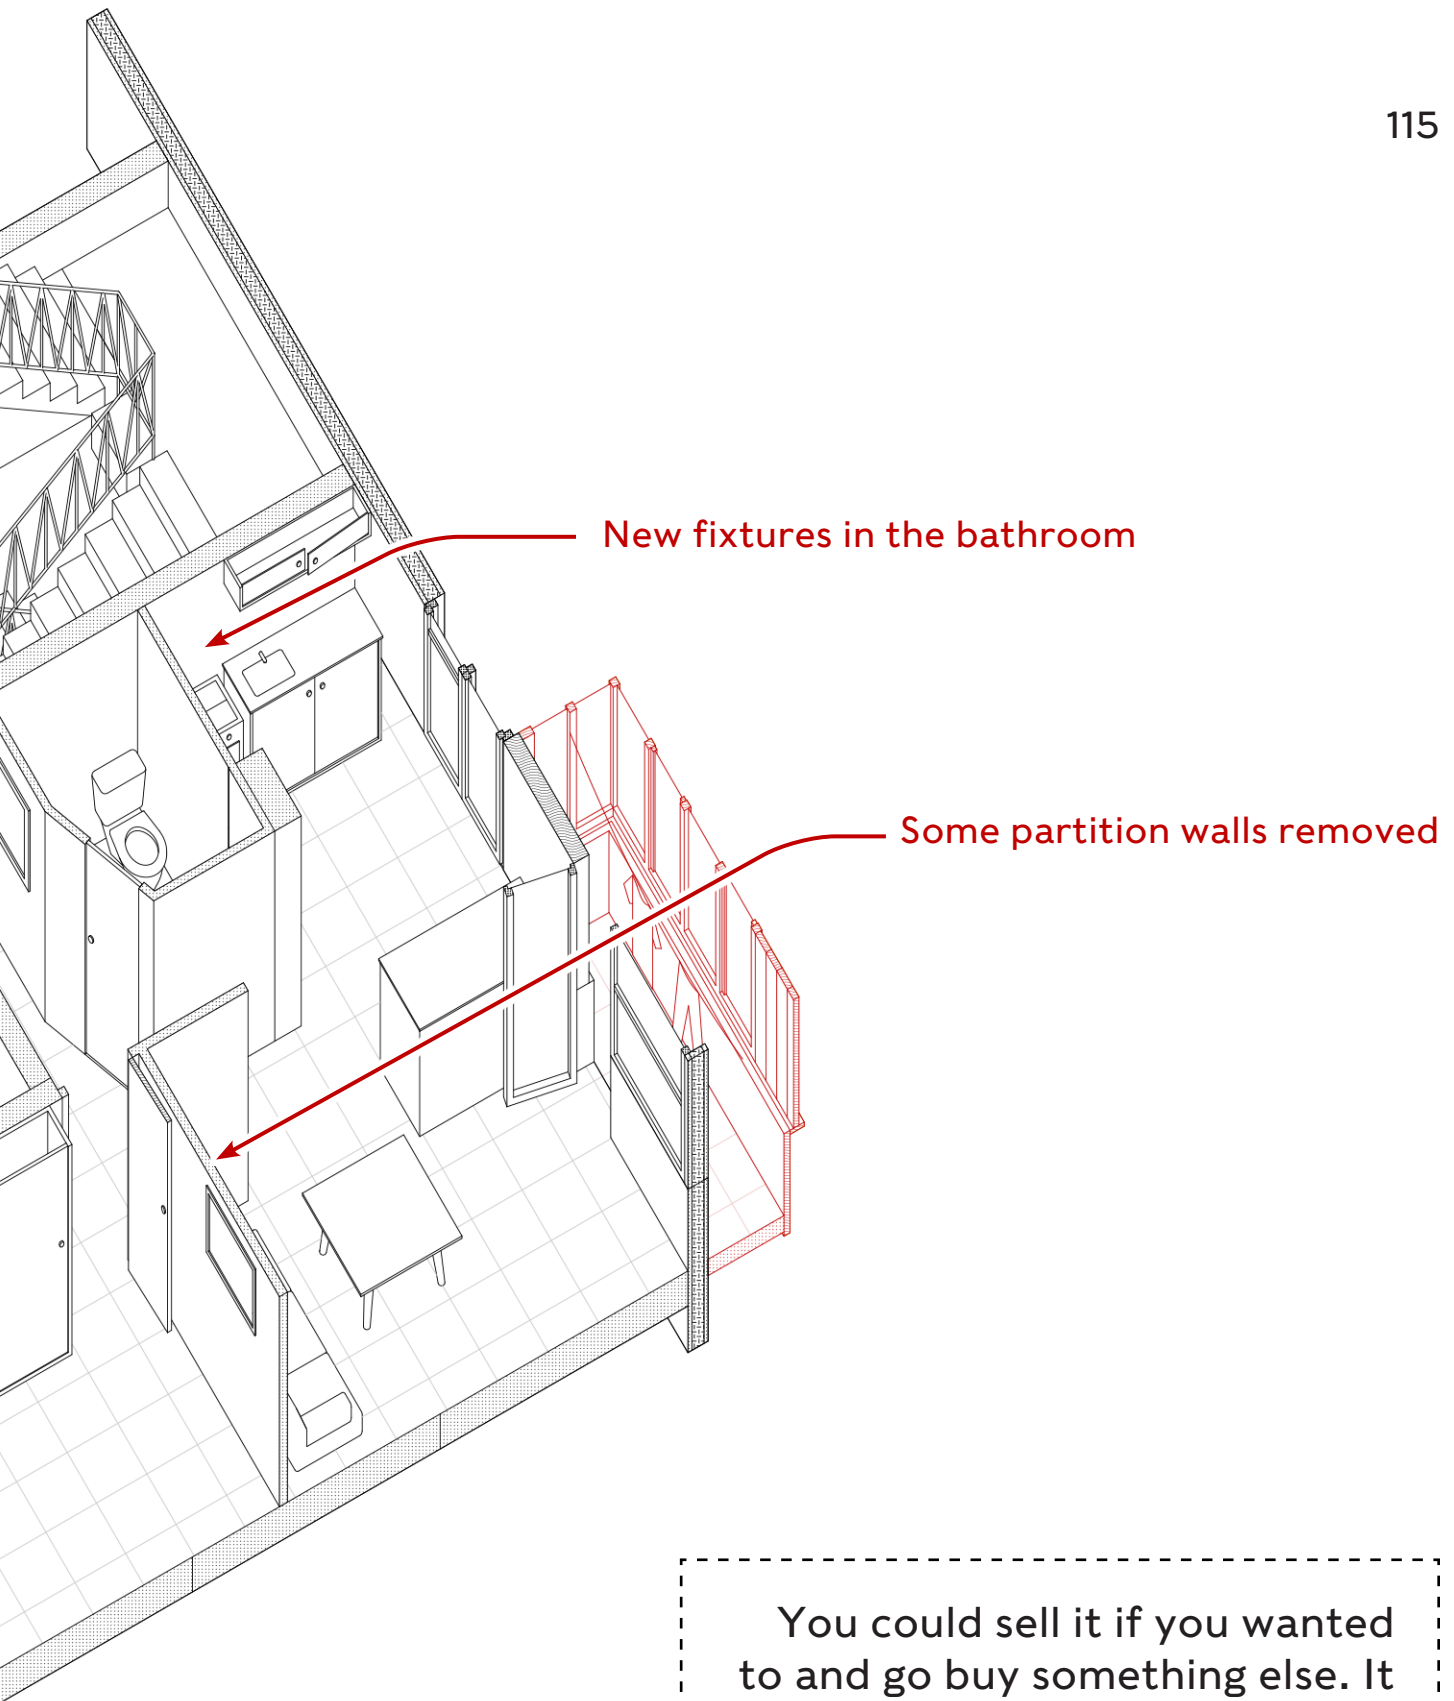 115
New fixtures in the bathroom
Some partition walls removed
You could sell it if you wanted
to and go buy something else. It